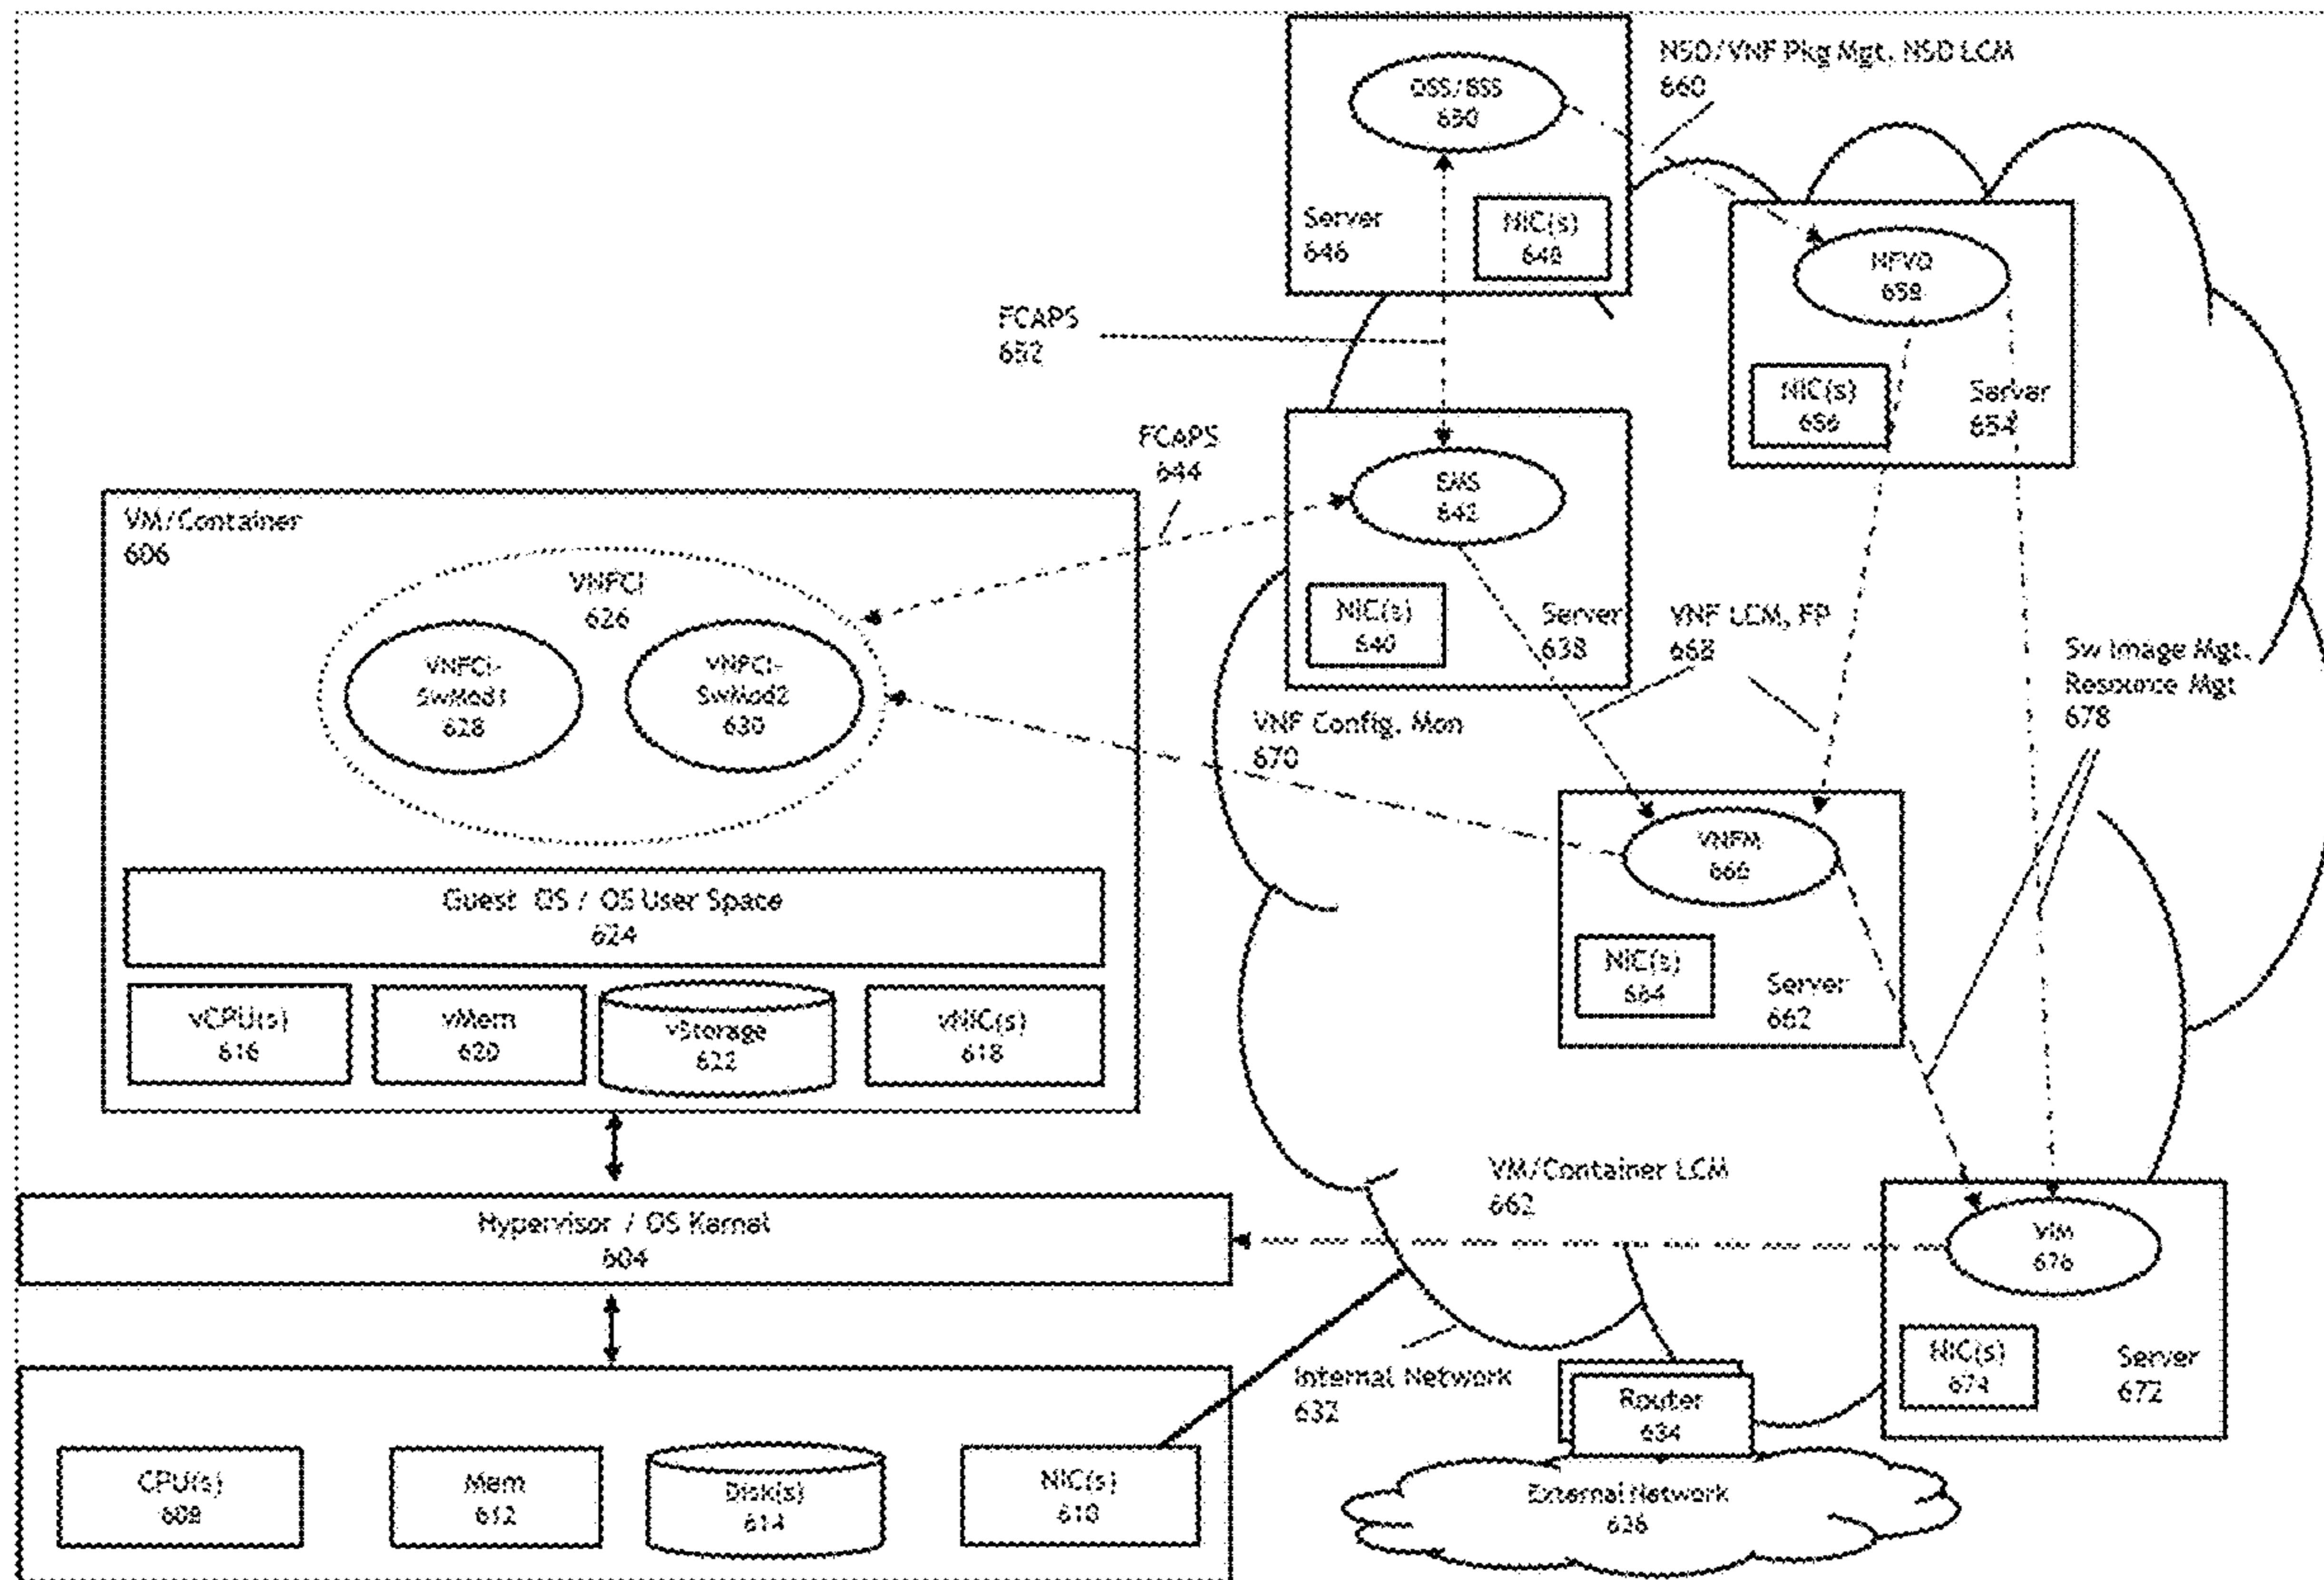 NSD/VNF Pkg Mgt, NSD LCM
660
OSS/BSS
650
Server
646
NIC(s)
648
NFVO
658
NIC(s)
656
Server
654
FCAPS
652
FCAPS
644
EMS
642
NIC(s)
640
Server
638
VNF LCM, FP
668
Sw Image Mgt,
Resource Mgt
678
VM/Container
606
VNFCI
626
VNFCI-
SwMod1
628
VNFCI-
SwMod2
630
VNF Config, Mon
670
VNFM
666
NIC(s)
664
Server
662
Guest OS / OS User Space
624
vCPU(s)
616
vMem
620
vStorage
622
vNIC(s)
618
VM/Container LCM
662
Hypervisor / OS Kernal
604
VIM
676
NIC(s)
674
Server
672
Internal Network
632
Router
634
External Network
636
CPU(s)
608
Mem
612
Disk(s)
614
NIC(s)
610